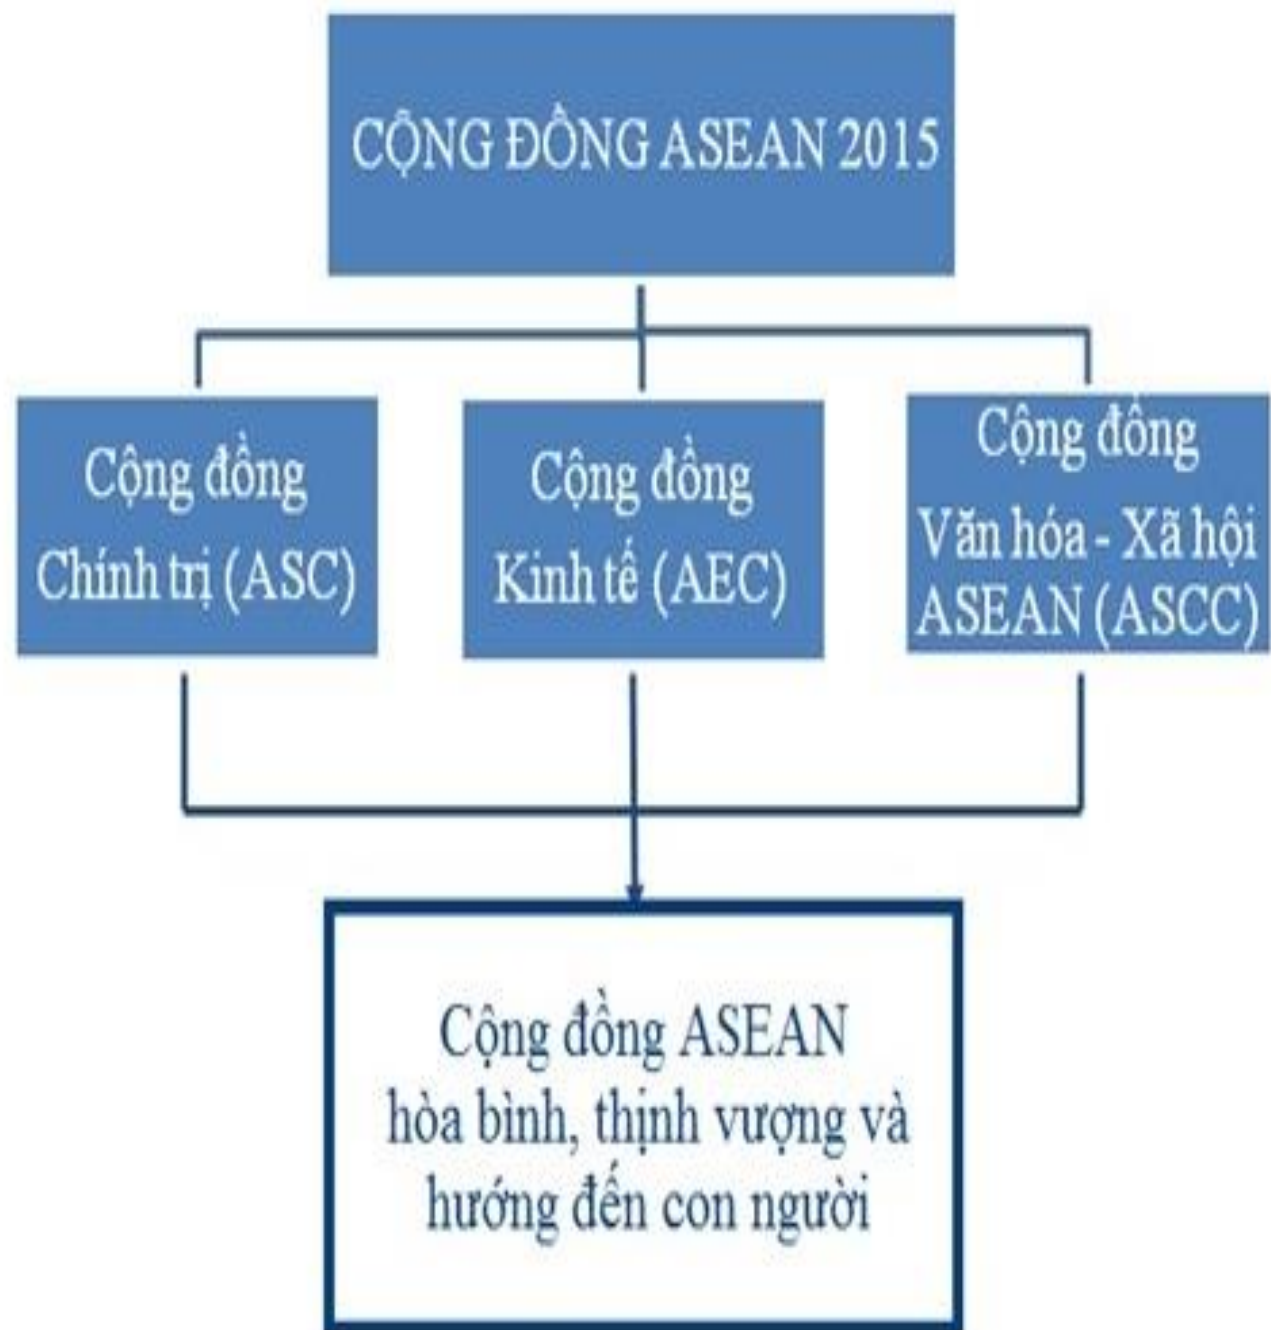 CỘNG ĐỒNG ASEAN 2015
Cộng đồng
Chính trị (ASC)
Cộng đồng
Kinh tế (AEC)
Cộng đồng
Văn hóa - Xã hội
ASEAN (ASCC)
Cộng đồng ASEAN
hòa bình, thịnh vượng và
hướng đến con người